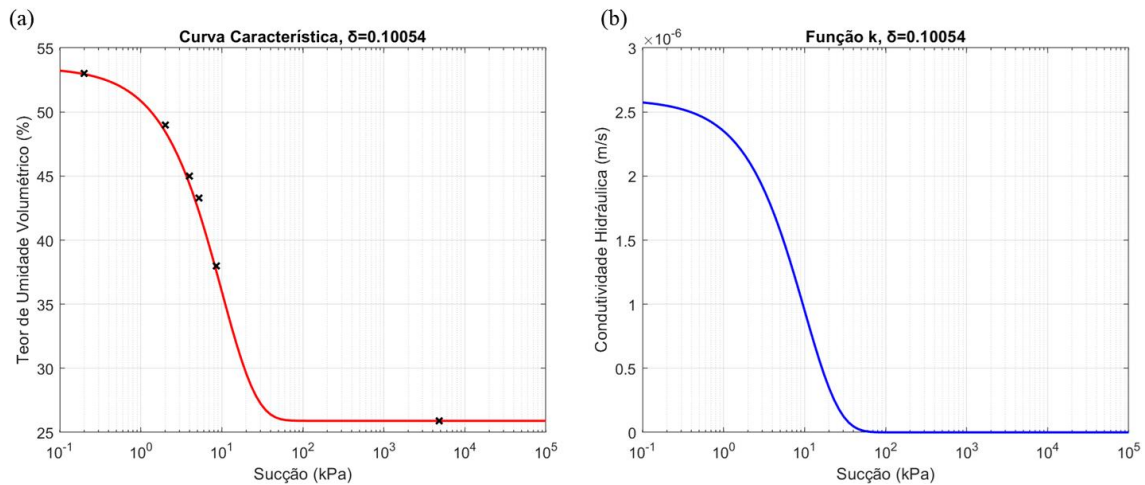 (a)
Curva Característica, δ=0.10054
55
50
45
40
35
30
25
Teor de Umidade Volumétrico (%)
10^-1 10^0 10^1 10^2 10^3 10^4 10^5
Sucção (kPa)
(b)
×10^-6
Função k, δ=0.10054
3
2.5
2
1.5
1
0.5
0
Condutividade Hidráulica (m/s)
10^-1 10^0 10^1 10^2 10^3 10^4 10^5
Sucção (kPa)